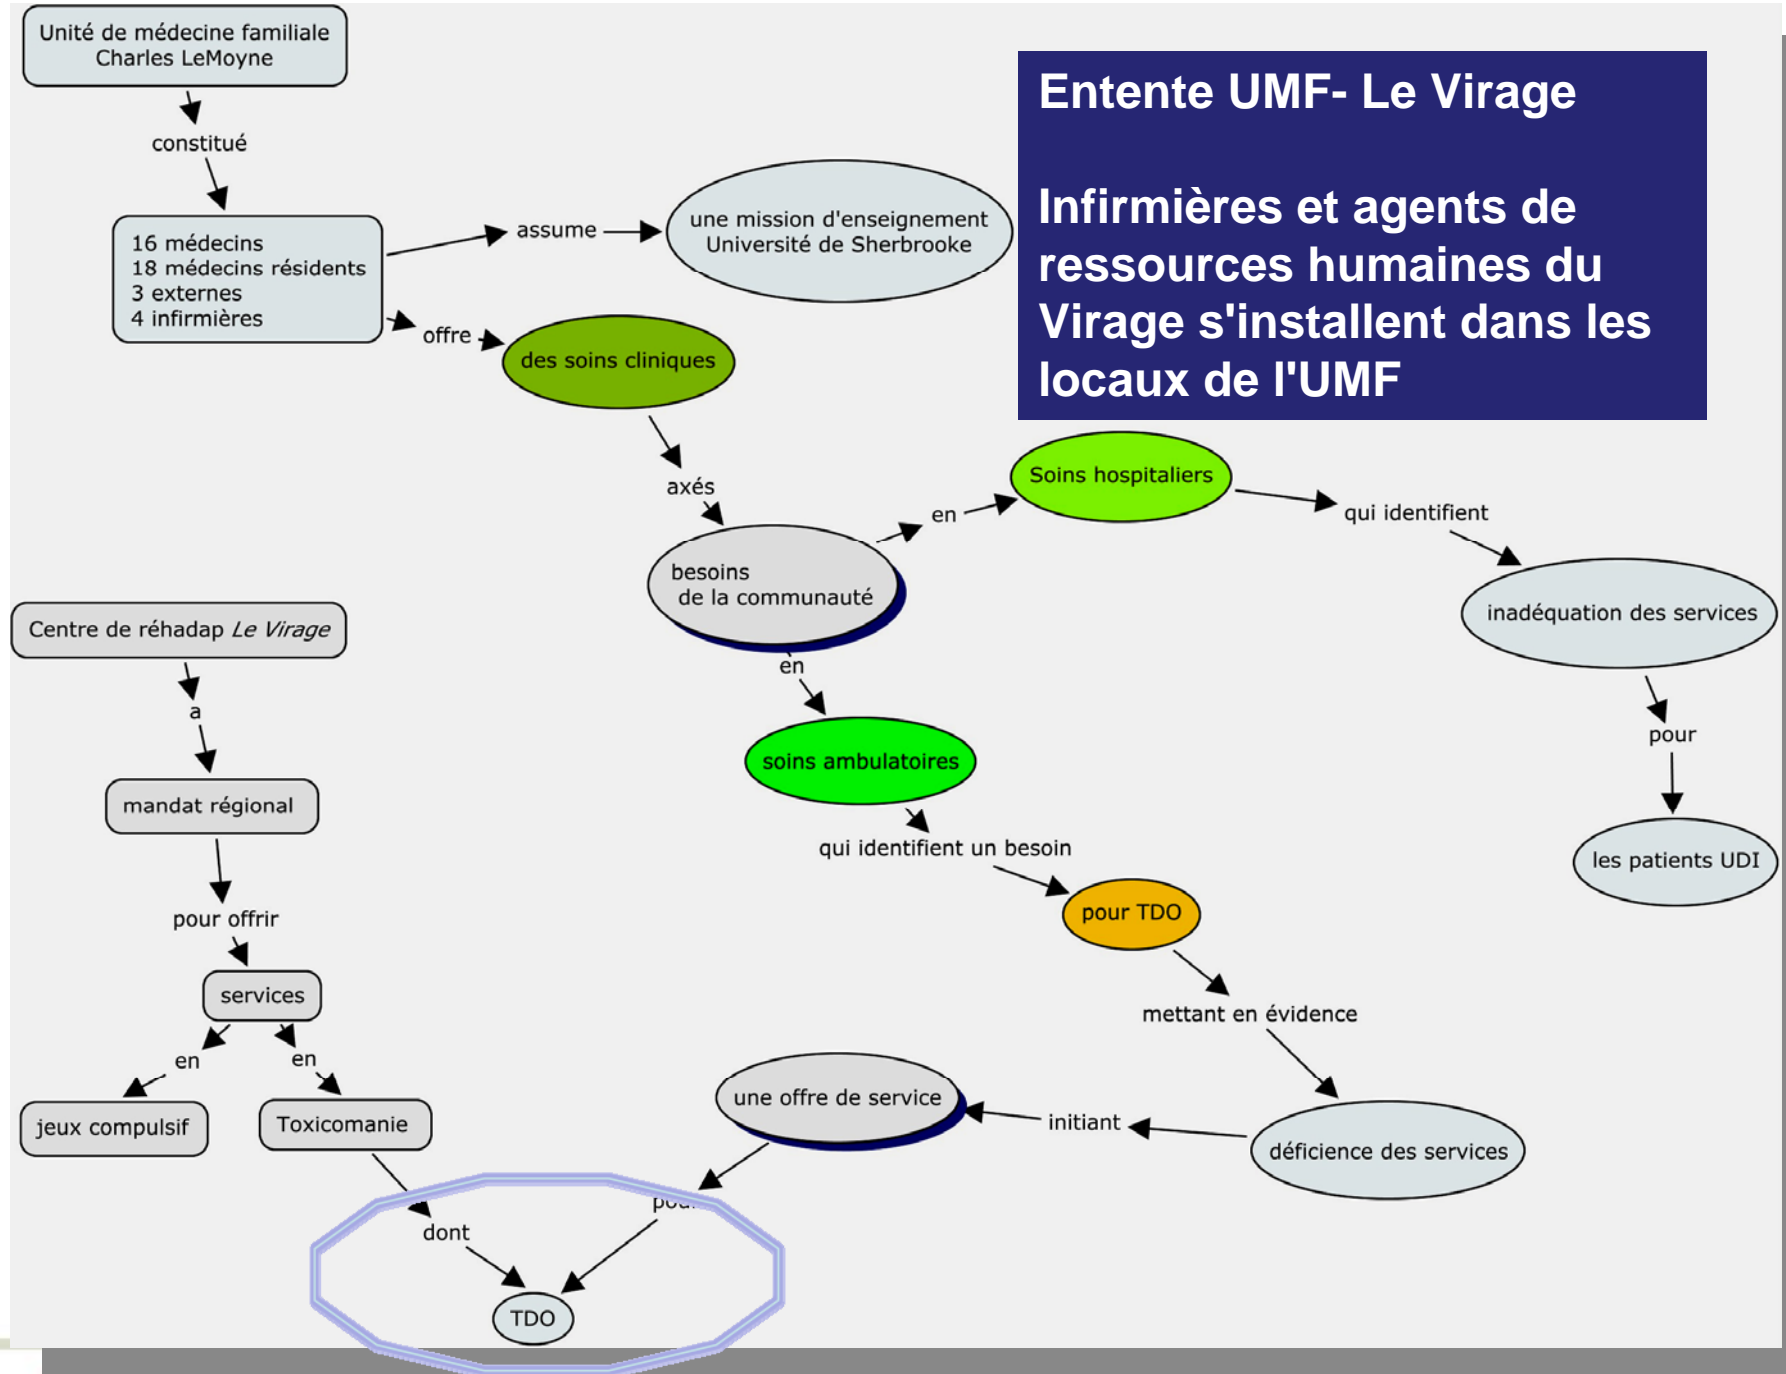 Unité de médecine familiale
Charles LeMoyne
constitué
16 médecins
18 médecins résidents
3 externes
4 infirmières
assume
une mission d'enseignement
Université de Sherbrooke
offre
des soins cliniques
Entente UMF- Le Virage
Infirmières et agents de
ressources humaines du
Virage s'installent dans les
locaux de l'UMF
axés
besoins
de la communauté
en
Soins hospitaliers
qui identifient
inadéquation des services
pour
les patients UDI
en
soins ambulatoires
qui identifient un besoin
pour TDO
mettant en évidence
déficience des services
initiant
une offre de service
pour
Centre de réhadap Le Virage
a
mandat régional
pour offrir
services
en
en
jeux compulsif
Toxicomanie
dont
TDO